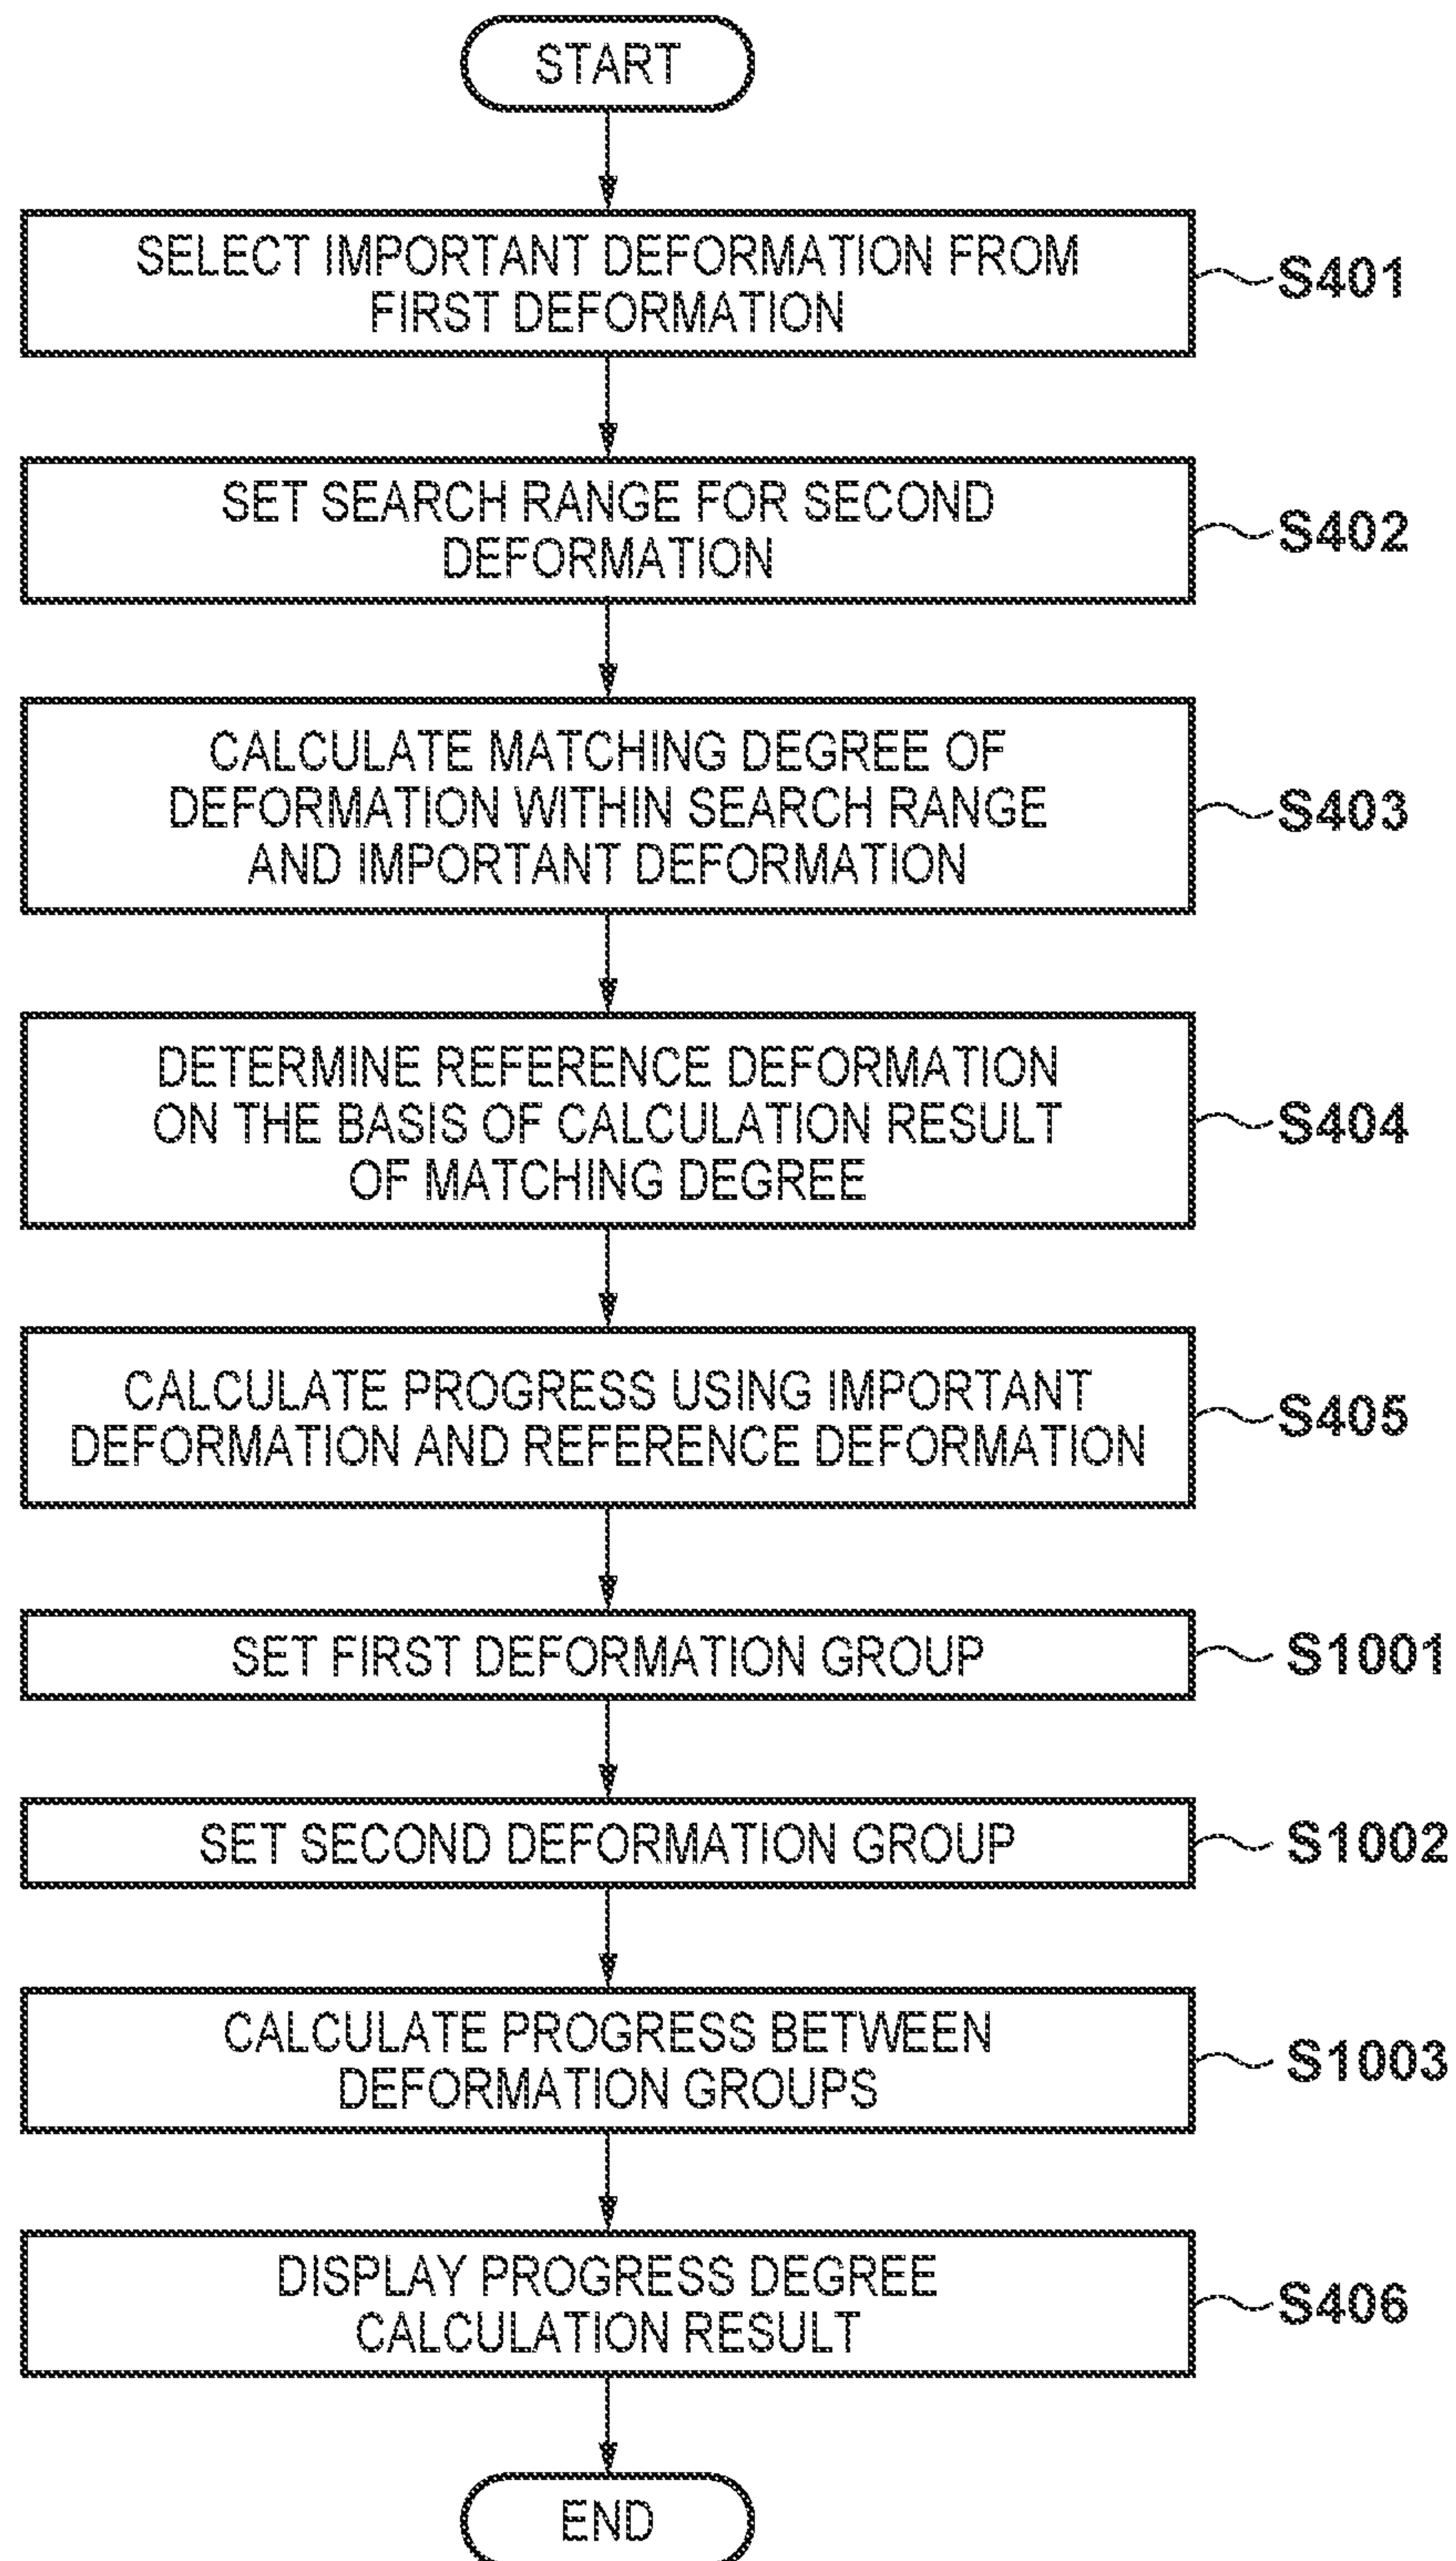 START
SELECT IMPORTANT DEFORMATION FROM
FIRST DEFORMATION
S401
SET SEARCH RANGE FOR SECOND
DEFORMATION
S402
CALCULATE MATCHING DEGREE OF
DEFORMATION WITHIN SEARCH RANGE
AND IMPORTANT DEFORMATION
S403
DETERMINE REFERENCE DEFORMATION
ON THE BASIS OF CALCULATION RESULT
OF MATCHING DEGREE
S404
CALCULATE PROGRESS USING IMPORTANT
DEFORMATION AND REFERENCE DEFORMATION
S405
SET FIRST DEFORMATION GROUP
S1001
SET SECOND DEFORMATION GROUP
S1002
CALCULATE PROGRESS BETWEEN
DEFORMATION GROUPS
S1003
DISPLAY PROGRESS DEGREE
CALCULATION RESULT
S406
END